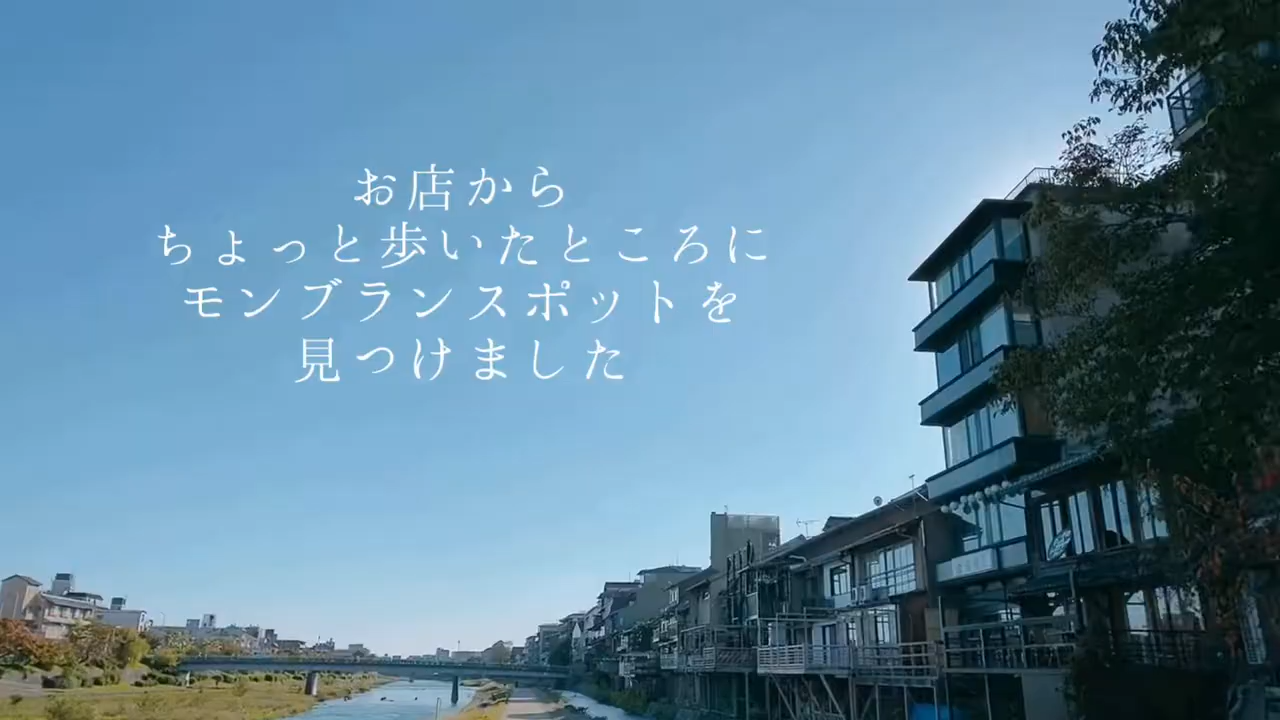 お店から
ちょっと歩いたところに
モンブランスポットを
見つけました